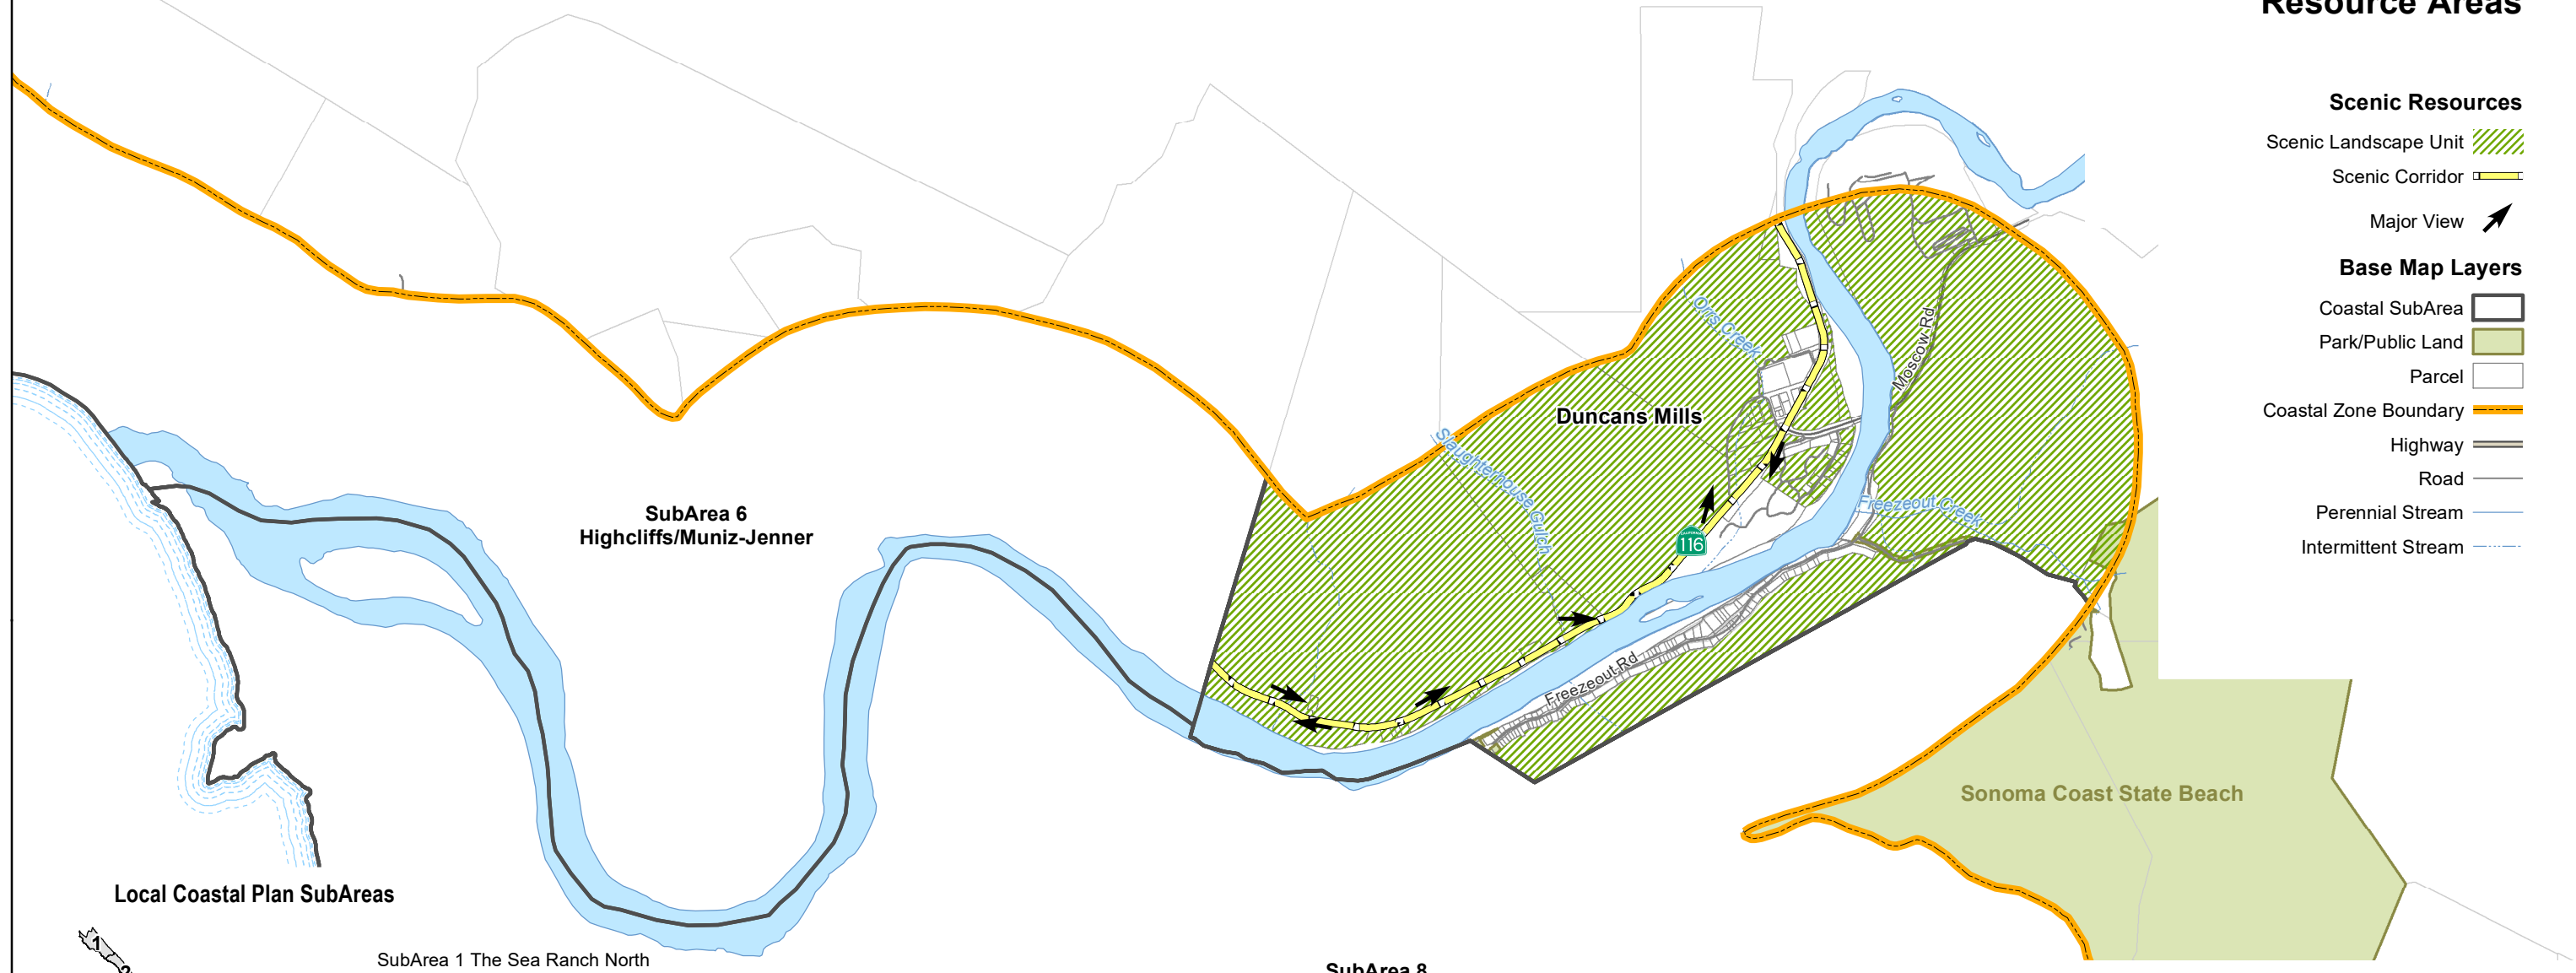 Resource Areas
Scenic Resources
Scenic Landscape Unit
Scenic Corridor
Major View
Base Map Layers
Coastal SubArea
Park/Public Land
Parcel
Coastal Zone Boundary
Highway
Road
Perennial Stream
Intermittent Stream
Orrs Creek
Moscow Rd
Duncans Mills
Slaughterhouse Gulch
Freezeout Creek
SubArea 6
Highcliffs/Muniz-Jenner
116
Freezeout Rd
Sonoma Coast State Beach
Local Coastal Plan SubAreas
1
2
SubArea 1 The Sea Ranch North
SubArea 8